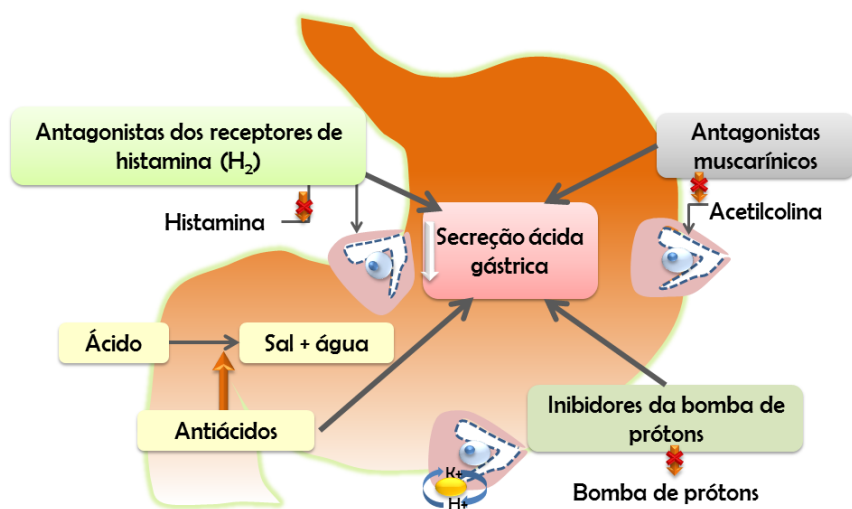 Antagonistas dos receptores de
histamina (H₂)
Antagonistas
muscarínicos
Histamina
Acetilcolina
Secreção ácida
gástrica
Ácido
Sal + água
Antiácidos
Inibidores da bomba de
prótons
K+
H+
Bomba de prótons